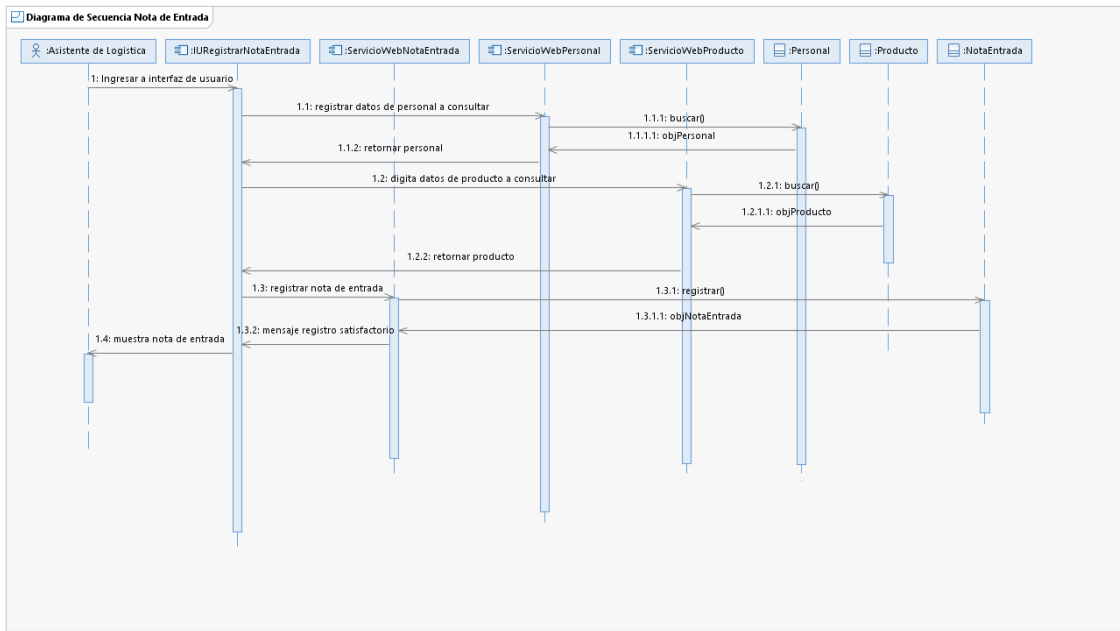 Diagrama de Secuencia Nota de Entrada
:Asistente de Logistica
:IURegistrarNotaEntrada
:ServicioWebNotaEntrada
:ServicioWebPersonal
:ServicioWebProducto
:Personal
:Producto
:NotaEntrada
1: Ingresar a interfaz de usuario
1.1: registrar datos de personal a consultar
1.1.1: buscar()
1.1.1.1: objPersonal
1.1.2: retornar personal
1.2: digita datos de producto a consultar
1.2.1: buscar()
1.2.1.1: objProducto
1.2.2: retornar producto
1.3: registrar nota de entrada
1.3.1: registrar()
1.3.1.1: objNotaEntrada
1.3.2: mensaje registro satisfactorio
1.4: muestra nota de entrada